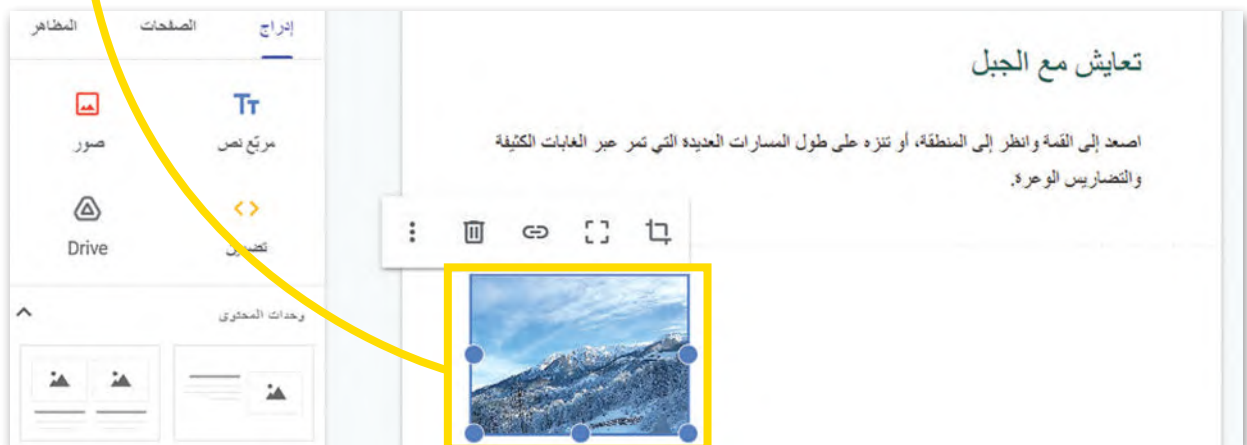 إدراج
الصفحات
المظاهر
مربّع نص
صور
تضمين
Drive
وحدات المحتوى
تعايش مع الجبل
اصعد إلى القمة وانظر إلى المنطقة، أو تنزه على طول المسارات العديدة التي تمر عبر الغابات الكثيفة
والتضاريس الوعرة.